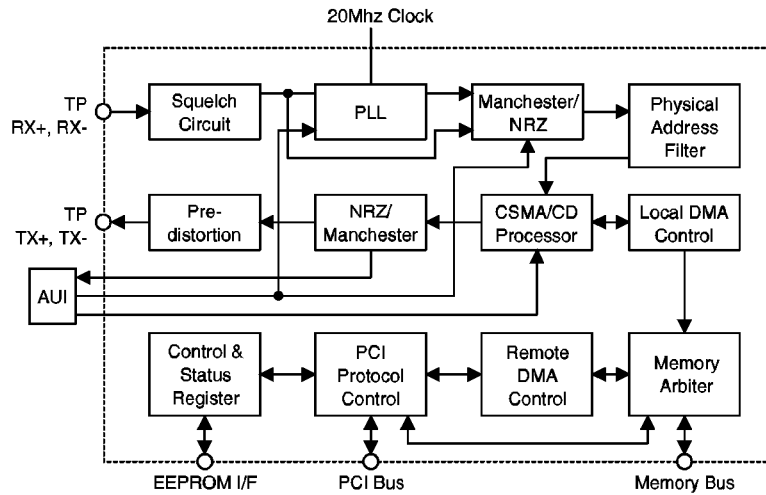 20Mhz Clock
TP
RX+, RX-
Squelch
Circuit
PLL
Manchester/
NRZ
Physical
Address
Filter
TP
TX+, TX-
Pre-
distortion
NRZ/
Manchester
CSMA/CD
Processor
Local DMA
Control
AUI
Control &
Status
Register
PCI
Protocol
Control
Remote
DMA
Control
Memory
Arbiter
EEPROM I/F
PCI Bus
Memory Bus